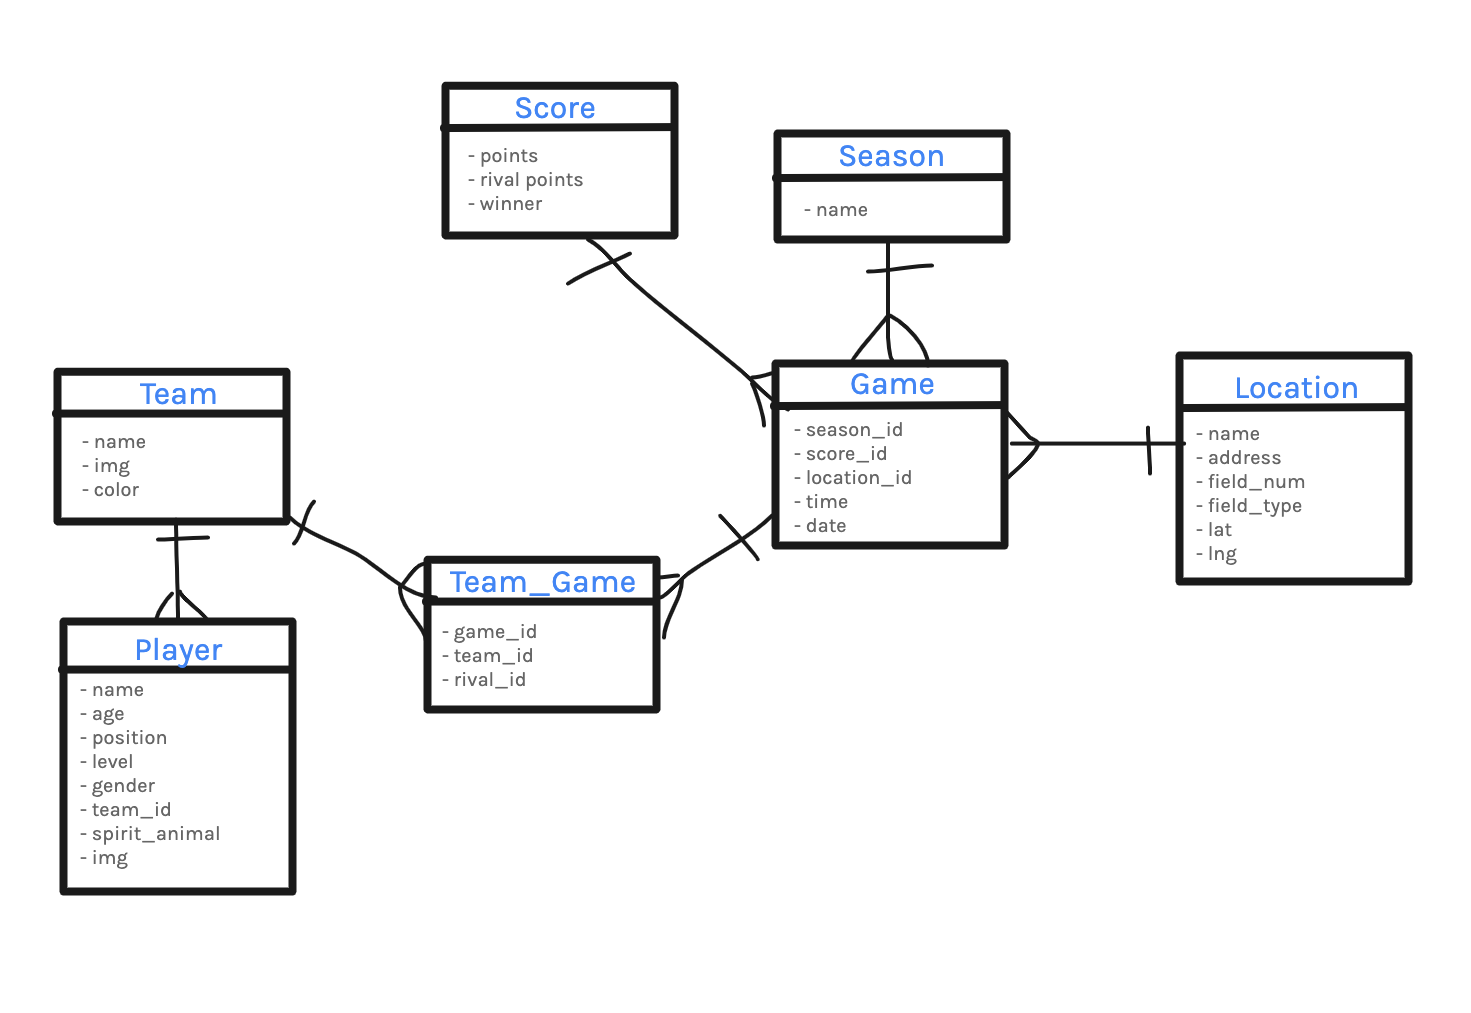 Score
- points
- rival points
- winner
Season
- name
Team
- name
- img
- color
Game
- season_id
- score_id
- location_id
- time
- date
Location
- name
- address
- field_num
- field_type
- lat
- lng
Team_Game
- game_id
- team_id
- rival_id
Player
- name
- age
- position
- level
- gender
- team_id
- spirit_animal
- img